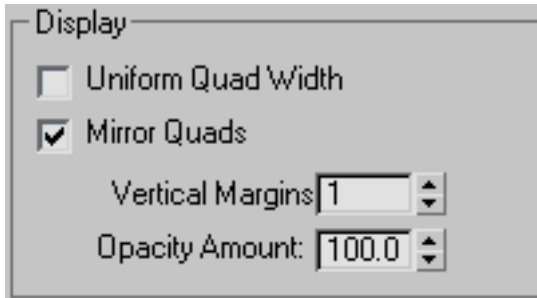 Display
Uniform Quad Width
Mirror Quads
Vertical Margins 1
Opacity Amount: 100.0